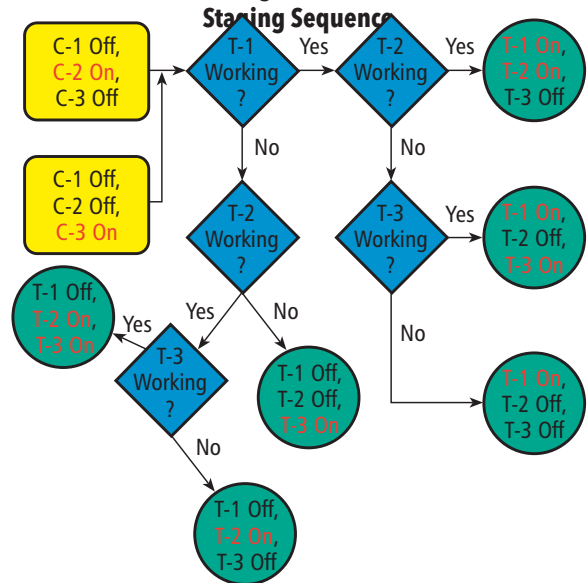 Staging Sequence
C-1 Off,
C-2 On,
C-3 Off
T-1
Working
?
Yes
T-2
Working
?
Yes
T-1 On,
T-2 On,
T-3 Off
No
No
C-1 Off,
C-2 Off,
C-3 On
T-2
Working
?
T-3
Working
?
Yes
T-1 On,
T-2 Off,
T-3 On
T-1 Off,
T-2 On,
T-3 On
Yes
Yes
No
No
T-3
Working
?
T-1 Off,
T-2 Off,
T-3 On
T-1 On,
T-2 Off,
T-3 Off
No
T-1 Off,
T-2 On,
T-3 Off